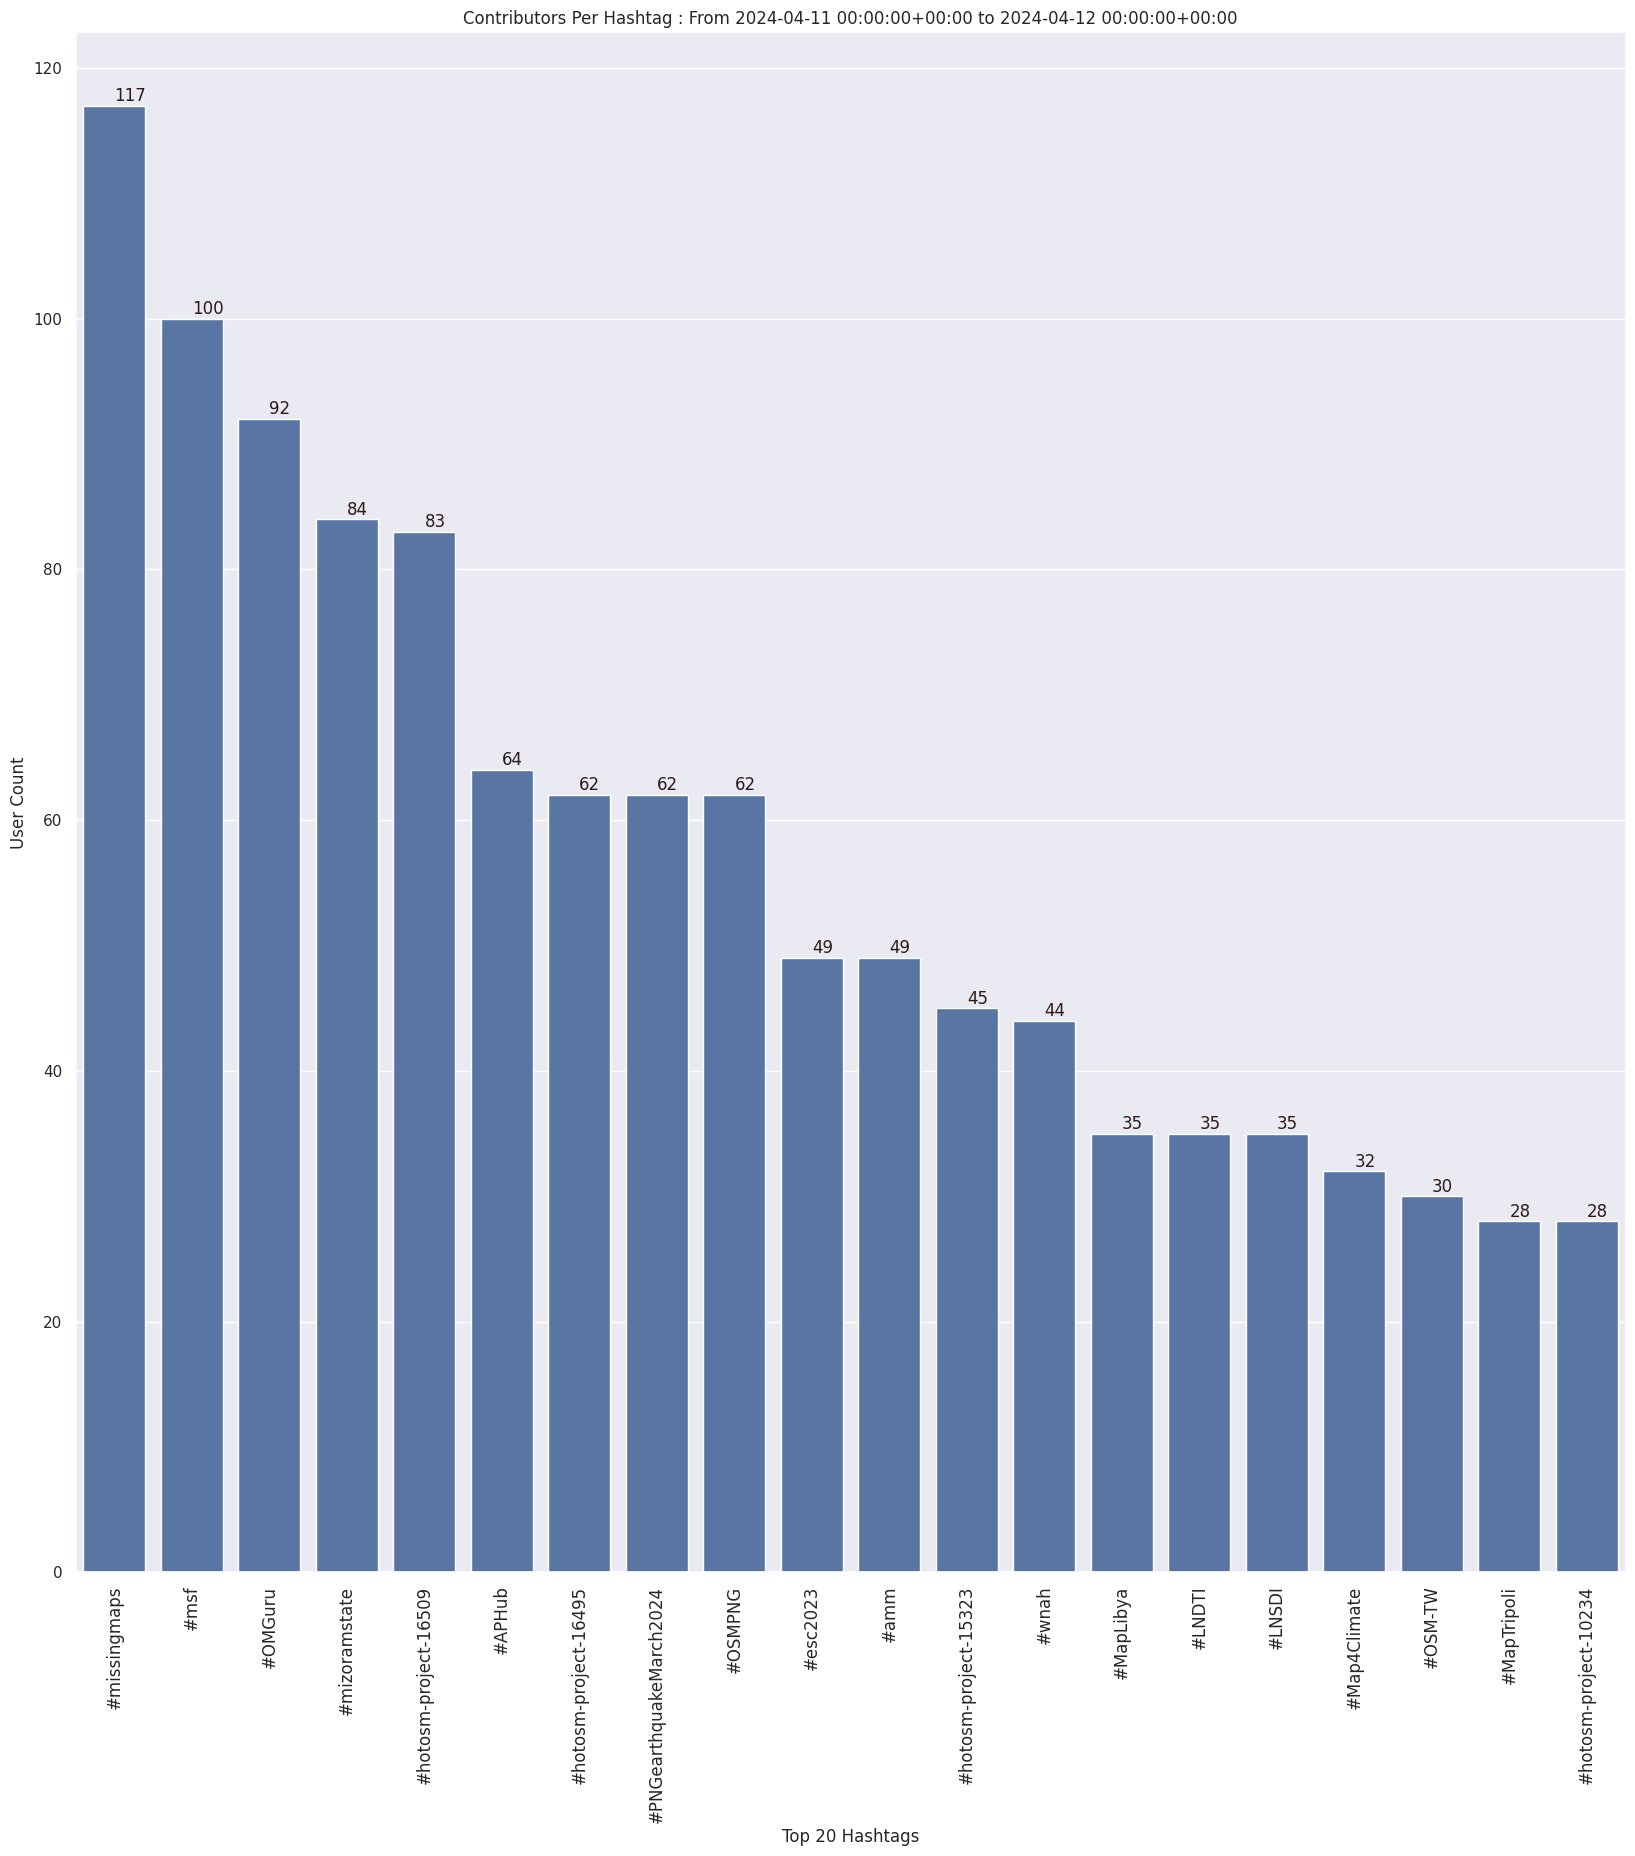 Contributors Per Hashtag : From 2024-04-11 00:00:00+00:00 to 2024-04-12 00:00:00+00:00
120
100
80
60
40
20
0
User Count
117
100
92
84
83
64
62
62
62
49
49
45
44
35
35
35
32
30
28
28
#missingmaps
#msf
#OMGuru
#mizoramstate
#hotosm-project-16509
#APHub
#hotosm-project-16495
#PNGearthquakeMarch2024
#OSMPNG
#esc2023
#amm
#hotosm-project-15323
#wnah
#MapLibya
#LNDTI
#LNSDI
#Map4Climate
#OSM-TW
#MapTripoli
#hotosm-project-10234
Top 20 Hashtags